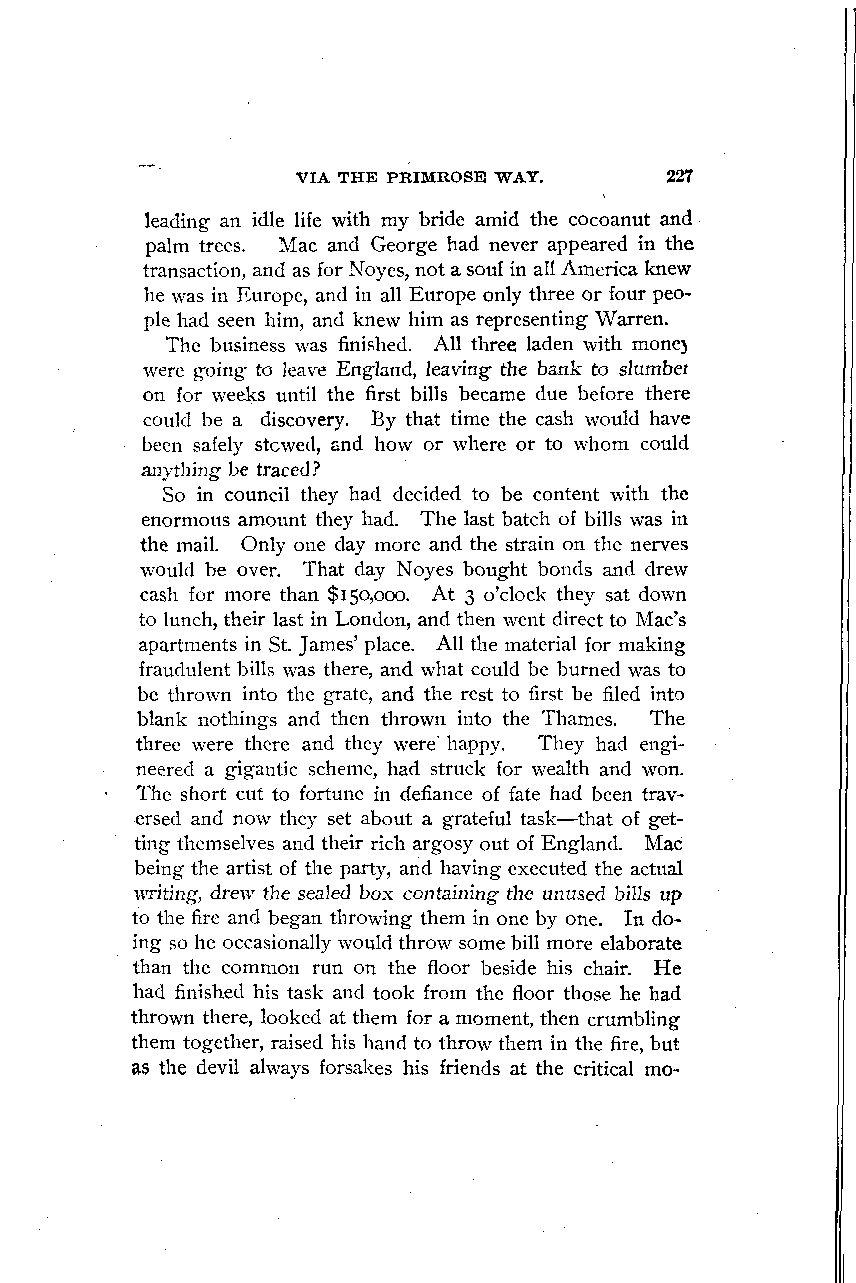 VIA THE PRIMROSE WAY. 227
leading an idle life with my bride amid the cocoanut and
palm trees. Mac and George had never appeared in the
transaction, and as for Noyes, not a soul in all America knew
he was in Europe, and in all Europe only three or four peo-
ple had seen him, and knew him as representing Warren.
The business was finished. All three laden with money
were going to leave England, leaving the bank to slumber
on for weeks until the first bills became due before there
could be a discovery. By that time the cash would have
been safely stowed, and how or where or to whom could
anything be traced?
So in council they had decided to be content with the
enormous amount they had. The last batch of bills was in
the mail. Only one day more and the strain on the nerves
would be over. That day Noyes bought bonds and drew
cash for more than $150,000. At 3 o'clock they sat down
to lunch, their last in London, and then went direct to Mac's
apartments in St. James' place. All the material for making
fraudulent bills was there, and what could be burned was to
be thrown into the grate, and the rest to first be filed into
blank nothings and then thrown into the Thames. The
three were there and they were happy. They had engi-
neered a gigantic scheme, had struck for wealth and won.
The short cut to fortune in defiance of fate had been trav-
ersed and now they set about a grateful task—that of get-
ting themselves and their rich argosy out of England. Mac
being the artist of the party, and having executed the actual
writing, drew the sealed box containing the unused bills up
to the fire and began throwing them in one by one. In do-
ing so he occasionally would throw some bill more elaborate
than the common run on the floor beside his chair. He
had finished his task and took from the floor those he had
thrown there, looked at them for a moment, then crumbling
them together, raised his hand to throw them in the fire, but
as the devil always forsakes his friends at the critical mo-